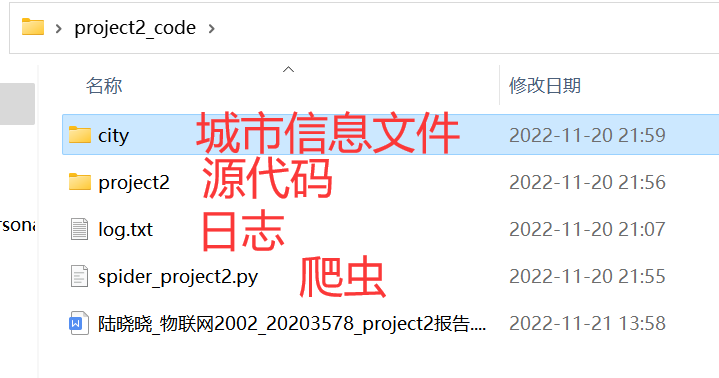 project2_code
名称 修改日期
city 城市信息文件 2022-11-20 21:59
project2 源代码 2022-11-20 21:56
log.txt 日志 2022-11-20 21:07
spider_project2.py 爬虫 2022-11-20 21:55
陆晓晓_物联网2002_20203578_project2报告.... 2022-11-21 13:58